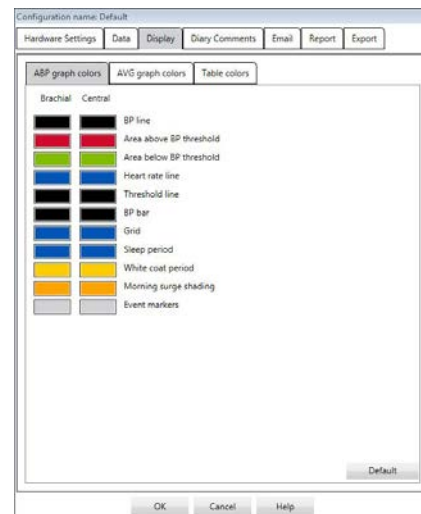 Configuration name: Default
Hardware Settings Data Display Diary Comments Email Report Export
ABP graph colors AVG graph colors Table colors
Brachial Central
BP line
Area above BP threshold
Area below BP threshold
Heart rate line
Threshold line
BP bar
Grid
Sleep period
White coat period
Morning surge shading
Event markers
Default
OK Cancel Help